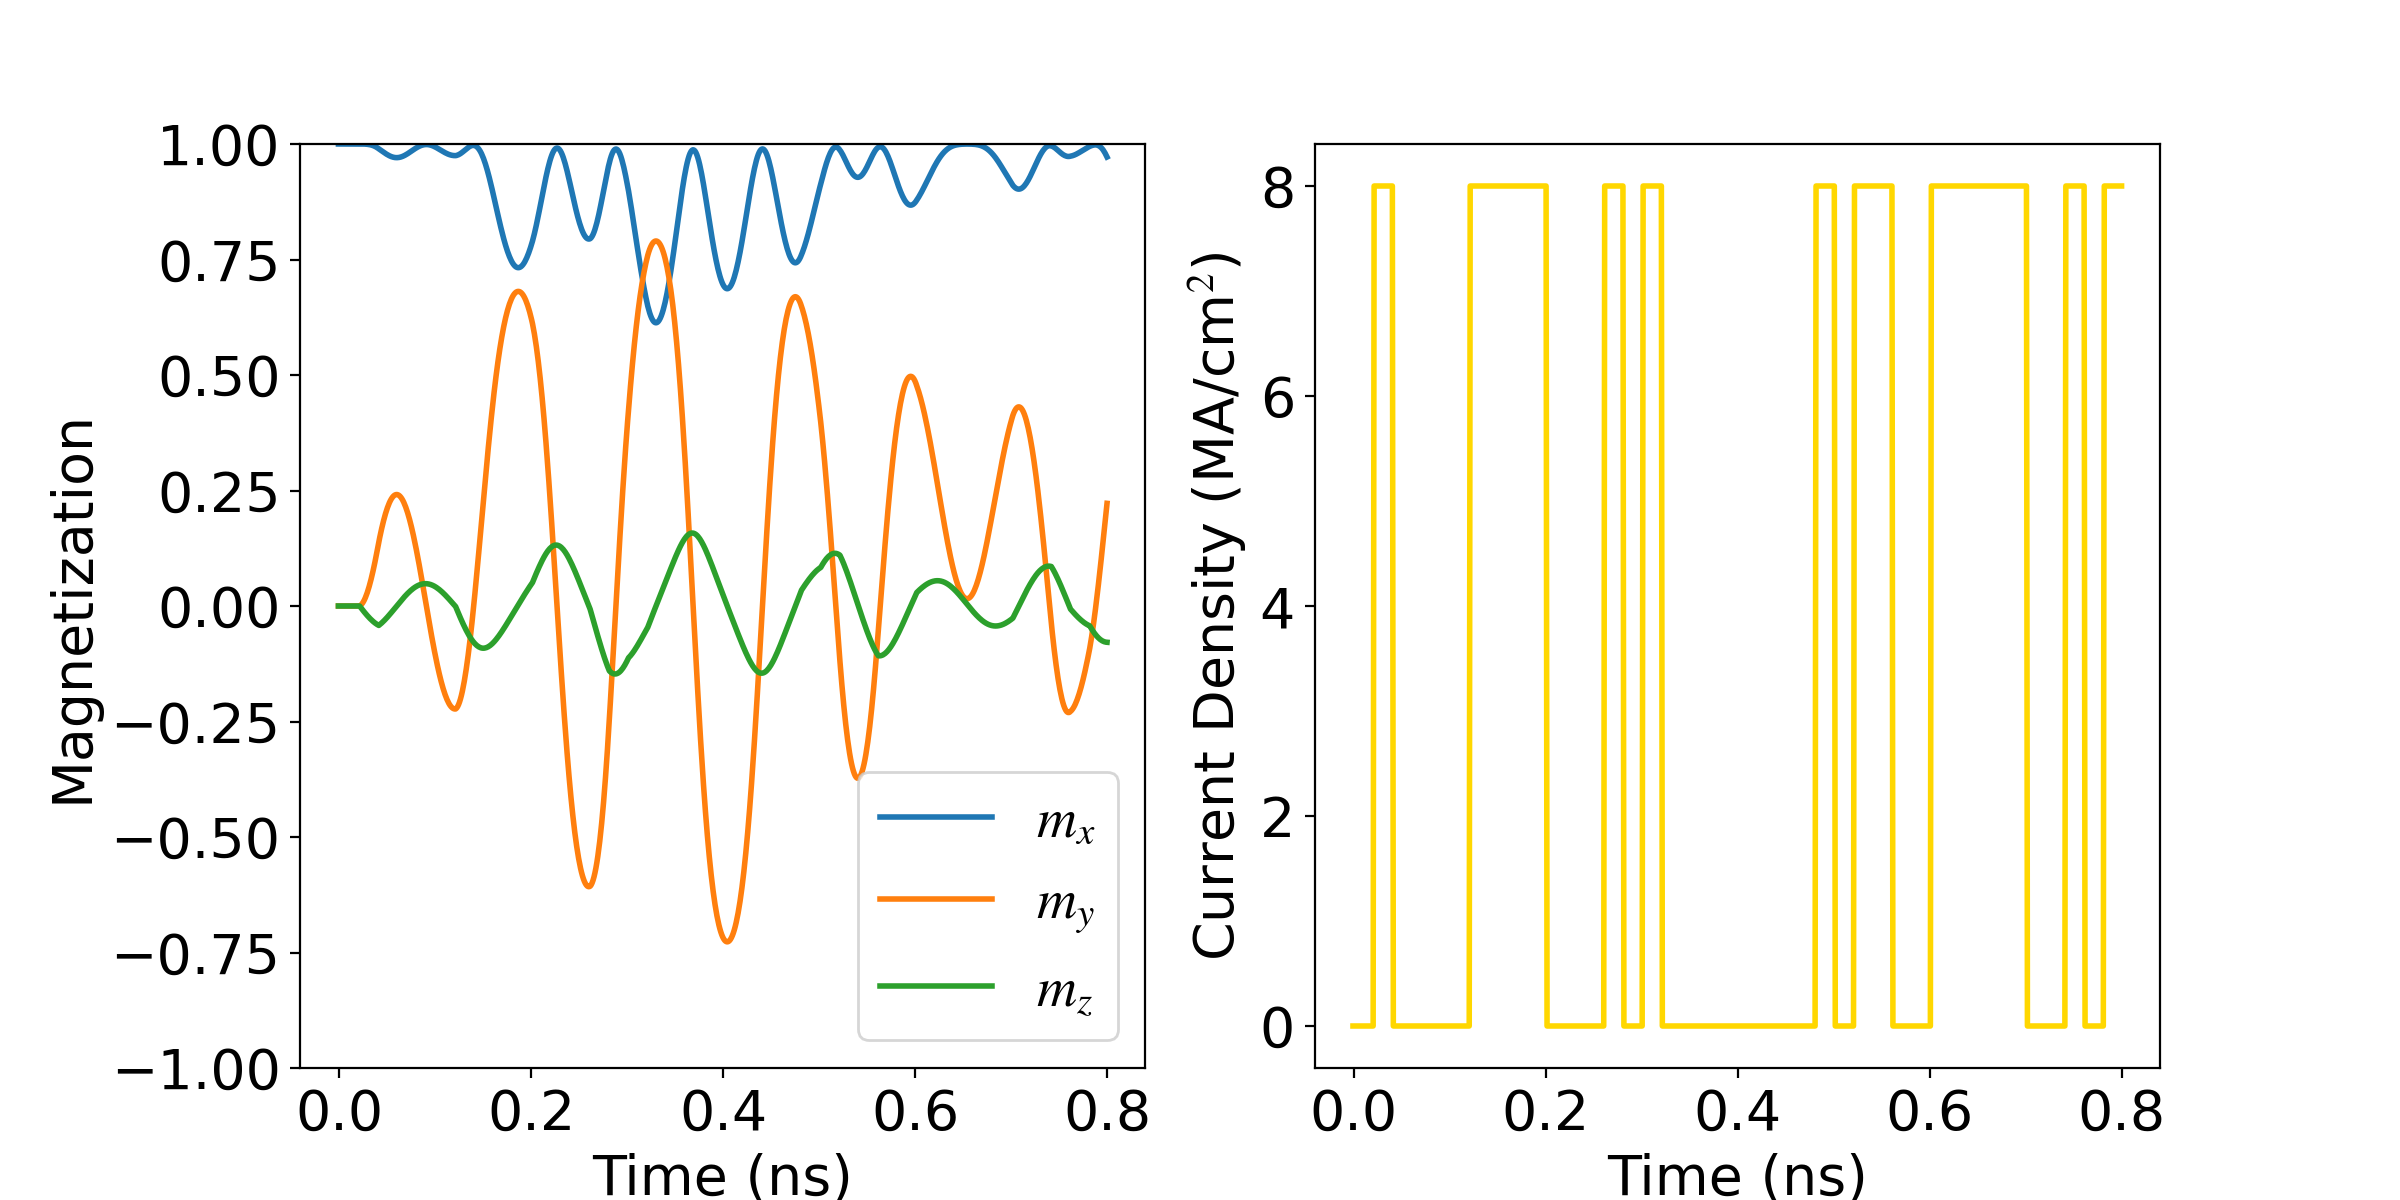 1.00
0.75
0.50
0.25
0.00
−0.25
−0.50
−0.75
−1.00
Magnetization
0.0 0.2 0.4 0.6 0.8
Time (ns)
m_x
m_y
m_z
8
6
4
2
0
Current Density (MA/cm²)
0.0 0.2 0.4 0.6 0.8
Time (ns)